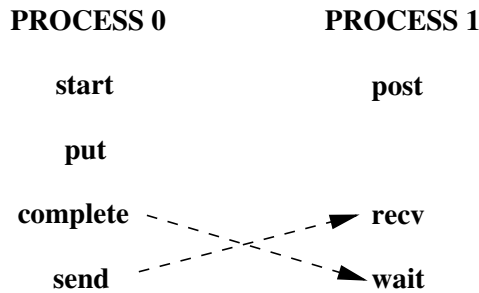 PROCESS 0 PROCESS 1
start post
put
complete recv
send wait